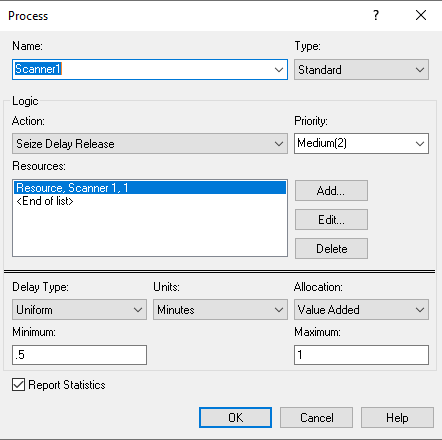 Process
?
Name:
Type:
Scanner1
Standard
Logic
Action:
Priority:
Seize Delay Release
Medium(2)
Resources:
Resource, Scanner 1, 1
<End of list>
Add...
Edit...
Delete
Delay Type:
Units:
Allocation:
Uniform
Minutes
Value Added
Minimum:
Maximum:
.5
1
Report Statistics
OK
Cancel
Help